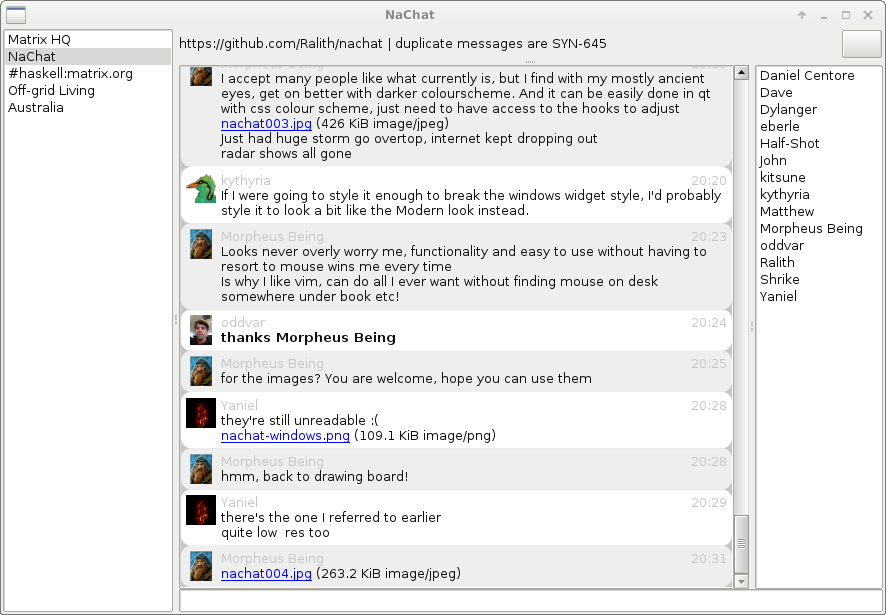 NaChat
Matrix HQ
NaChat
#haskell:matrix.org
Off-grid Living
Australia
https://github.com/Ralith/nachat | duplicate messages are SYN-645
I accept many people like what currently is, but I find with my mostly ancient
eyes, get on better with darker colourscheme. And it can be easily done in qt
with css colour scheme, just need to have access to the hooks to adjust
nachat003.jpg (426 KiB image/jpeg)
Just had huge storm go overtop, internet kept dropping out
radar shows all gone
kythyria 20:20
If I were going to style it enough to break the windows widget style, I'd probably
style it to look a bit like the Modern look instead.
Morpheus Being 20:23
Looks never overly worry me, functionality and easy to use without having to
resort to mouse wins me every time
Is why I like vim, can do all I ever want without finding mouse on desk
somewhere under book etc!
oddvar 20:24
thanks Morpheus Being
Morpheus Being 20:25
for the images? You are welcome, hope you can use them
Yaniel 20:28
they're still unreadable :(
nachat-windows.png (109.1 KiB image/png)
Morpheus Being 20:28
hmm, back to drawing board!
Yaniel 20:29
there's the one I referred to earlier
quite low  res too
Morpheus Being 20:31
nachat004.jpg (263.2 KiB image/jpeg)
Daniel Centore
Dave
Dylanger
eberle
Half-Shot
John
kitsune
kythyria
Matthew
Morpheus Being
oddvar
Ralith
Shrike
Yaniel